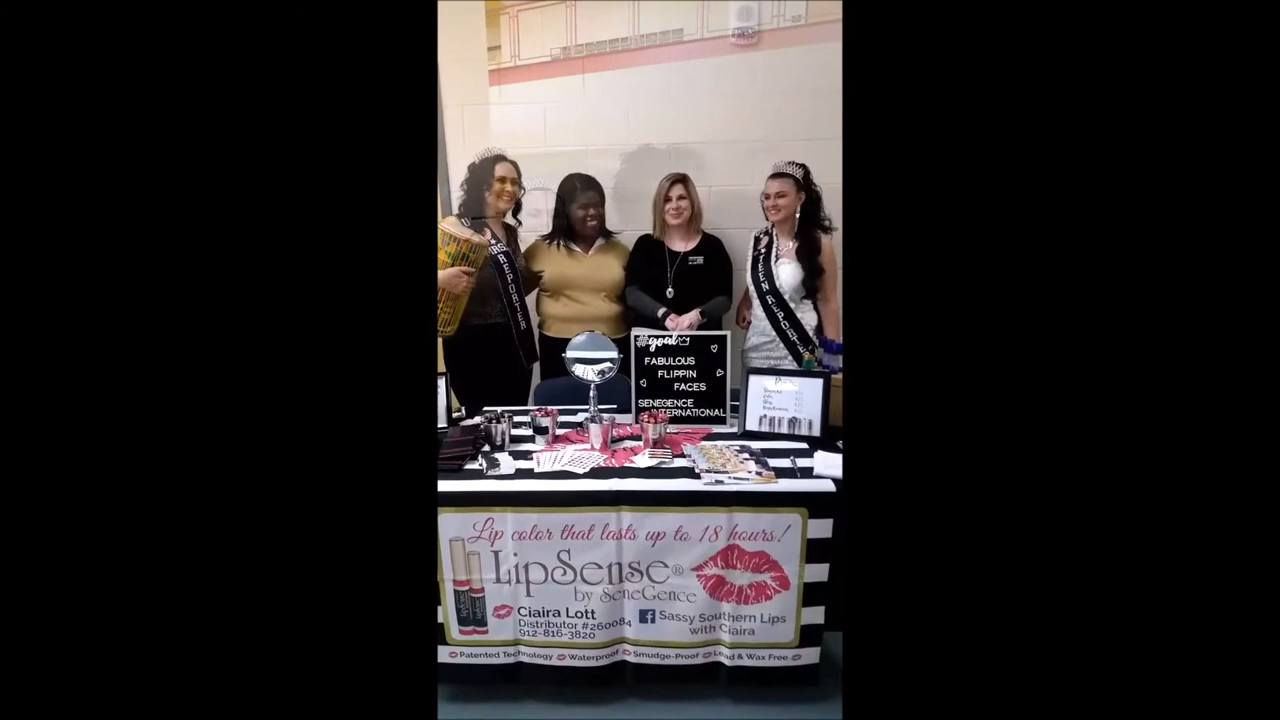 REPORTER
TEEN REPORTE
#goal
FABULOUS
FLIPPIN
FACES
SENEGENCE
INTERNATIONAL
Lip color that lasts up to 18 hours!
LipSense®
by SeneGence
Ciaira Lott
Distributor #260084
912-816-3820
f Sassy Southern Lips
with Ciaira
Patented Technology Waterproof Smudge-Proof Lead & Wax Free